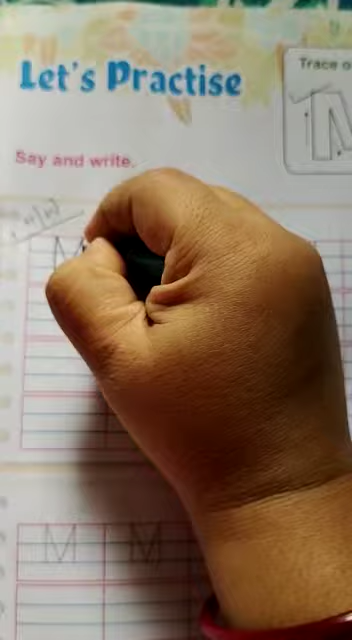 Let's Practise
Trace o
Say and write.
M
M M